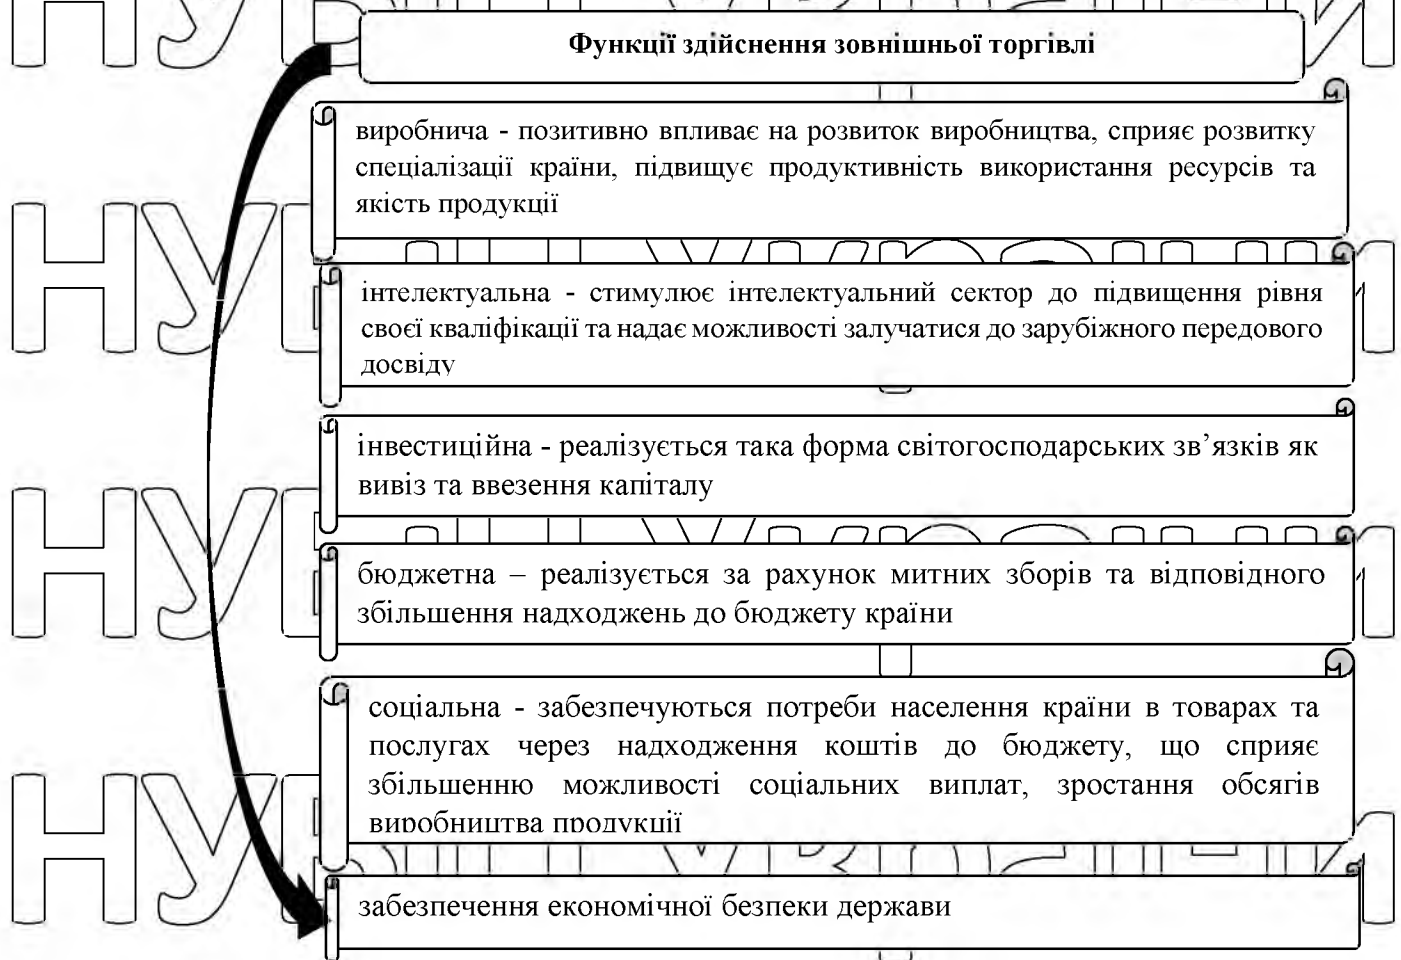 Функції здійснення зовнішньої торгівлі
виробнича - позитивно впливає на розвиток виробництва, сприяє розвитку
спеціалізації країни, підвищує продуктивність використання ресурсів та
якість продукції
інтелектуальна - стимулює інтелектуальний сектор до підвищення рівня
своєї кваліфікації та надає можливості залучатися до зарубіжного передового
досвіду
інвестиційна - реалізується така форма світогосподарських зв’язків як
вивіз та ввезення капіталу
бюджетна – реалізується за рахунок митних зборів та відповідного
збільшення надходжень до бюджету країни
соціальна - забезпечуються потреби населення країни в товарах та
послугах через надходження коштів до бюджету, що сприяє
збільшенню можливості соціальних виплат, зростання обсягів
виробництва продукції
забезпечення економічної безпеки держави